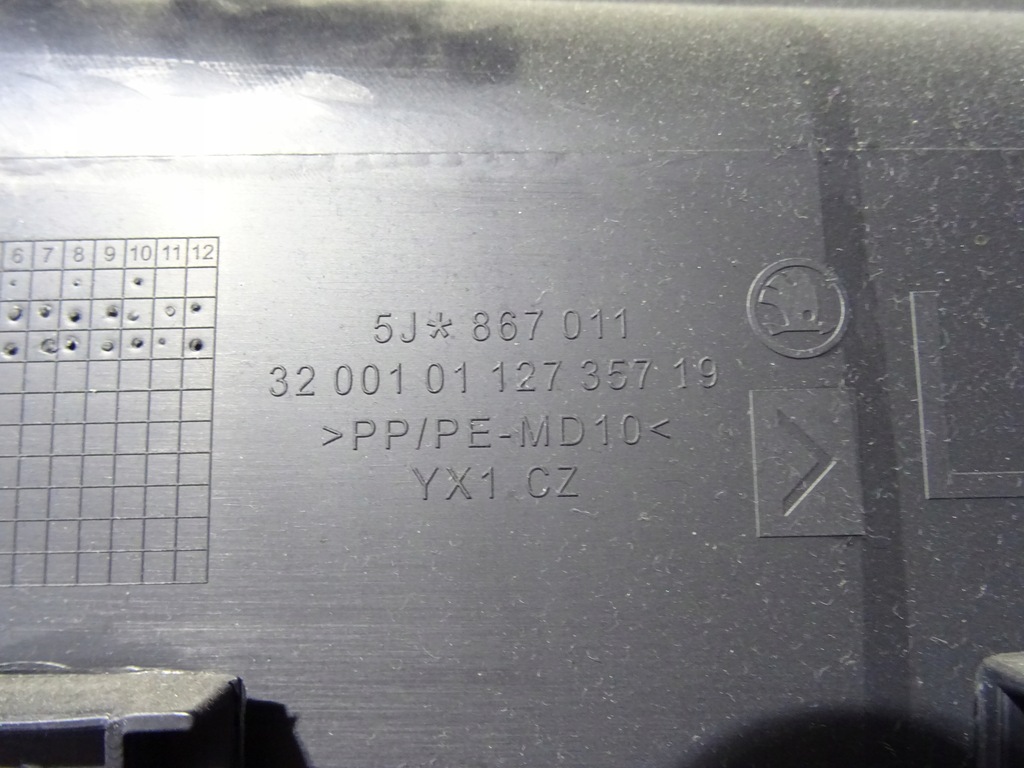 6 7 8 9 10 11 12
5J* 867 011
32 001 01 127 357 19
>PP/PE-MD10<
YX1 CZ